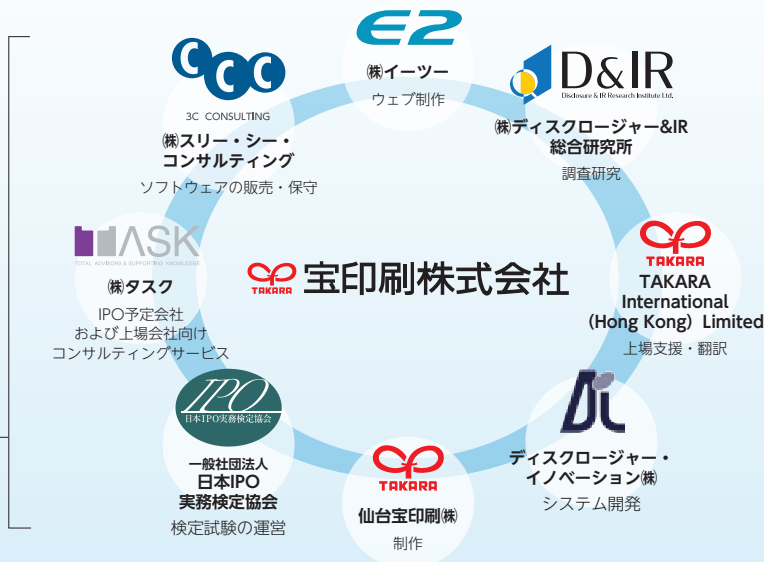 E2
㈱イーツー
ウェブ制作
CCC
3C CONSULTING
㈱スリー・シー・
コンサルティング
ソフトウェアの販売・保守
D&IR
Disclosure & IR Research Institute Ltd.
㈱ディスクロージャー&IR
総合研究所
調査研究
TASK
TOTAL ADVISORS & SUPPORTING KNOWLEDGE
㈱タスク
IPO予定会社
および上場会社向け
コンサルティングサービス
TAKARA
宝印刷株式会社
TAKARA
TAKARA
International
(Hong Kong) Limited
上場支援・翻訳
IPO
日本IPO実務検定協会
一般社団法人
日本IPO
実務検定協会
検定試験の運営
TAKARA
仙台宝印刷㈱
制作
ディスクロージャー・
イノベーション㈱
システム開発